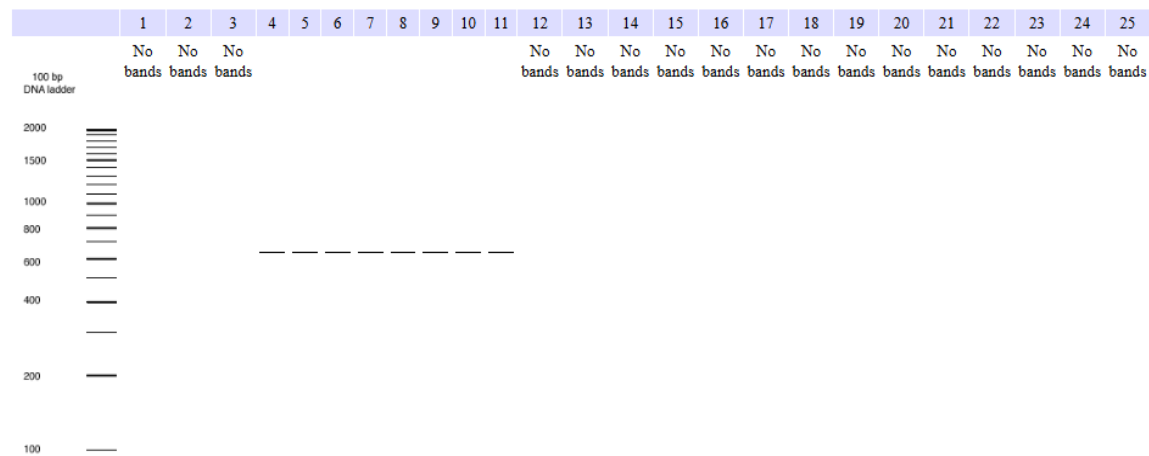 1 2 3 4 5 6 7 8 9 10 11 12 13 14 15 16 17 18 19 20 21 22 23 24 25
No No No No No No No No No No No No No No No No No
bands bands bands bands bands bands bands bands bands bands bands bands bands bands bands bands bands
100 bp
DNA ladder
2000
1500
1000
800
600
400
200
100